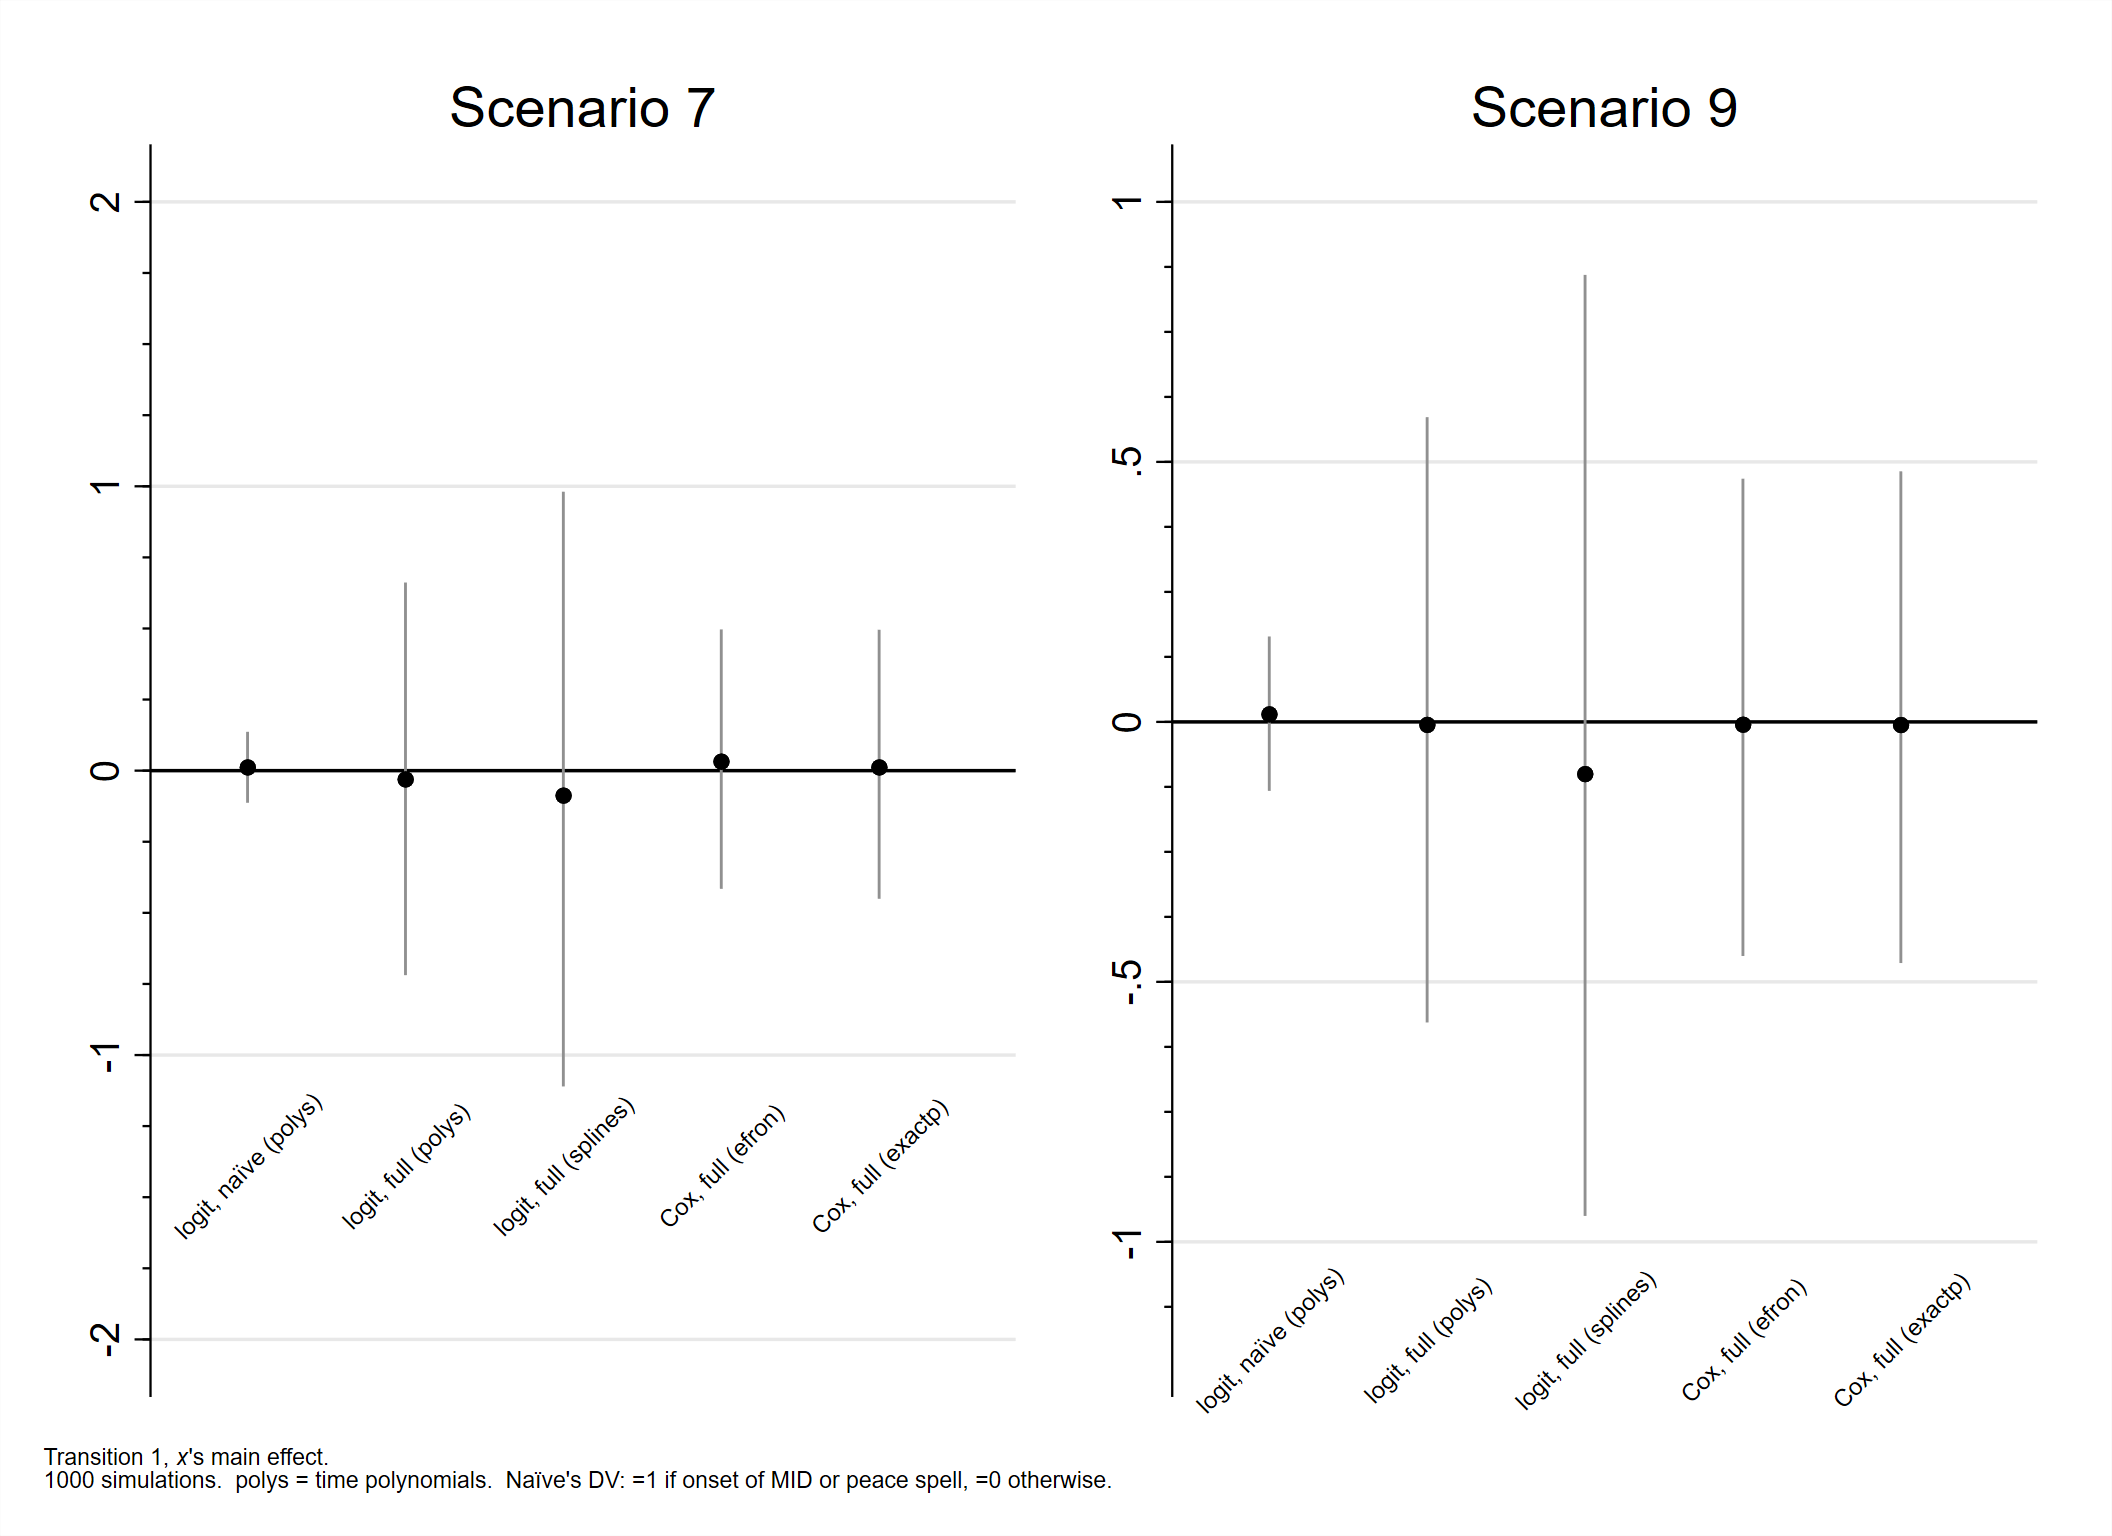 Scenario 7
2
1
0
-1
-2
logit, naïve (polys)
logit, full (polys)
logit, full (splines)
Cox, full (efron)
Cox, full (exactp)
Scenario 9
1
.5
0
-.5
-1
logit, naïve (polys)
logit, full (polys)
logit, full (splines)
Cox, full (efron)
Cox, full (exactp)
Transition 1, x's main effect.
1000 simulations.  polys = time polynomials.  Naïve's DV: =1 if onset of MID or peace spell, =0 otherwise.